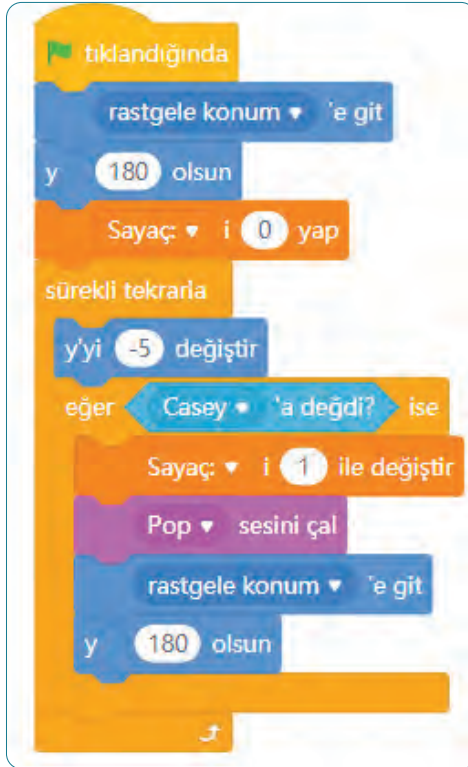 tıklandığında
rastgele konum 'e git
y 180 olsun
Sayaç: i 0 yap
sürekli tekrarla
y'yi -5 değiştir
eğer Casey 'a değdi? ise
Sayaç: i 1 ile değiştir
Pop sesini çal
rastgele konum 'e git
y 180 olsun